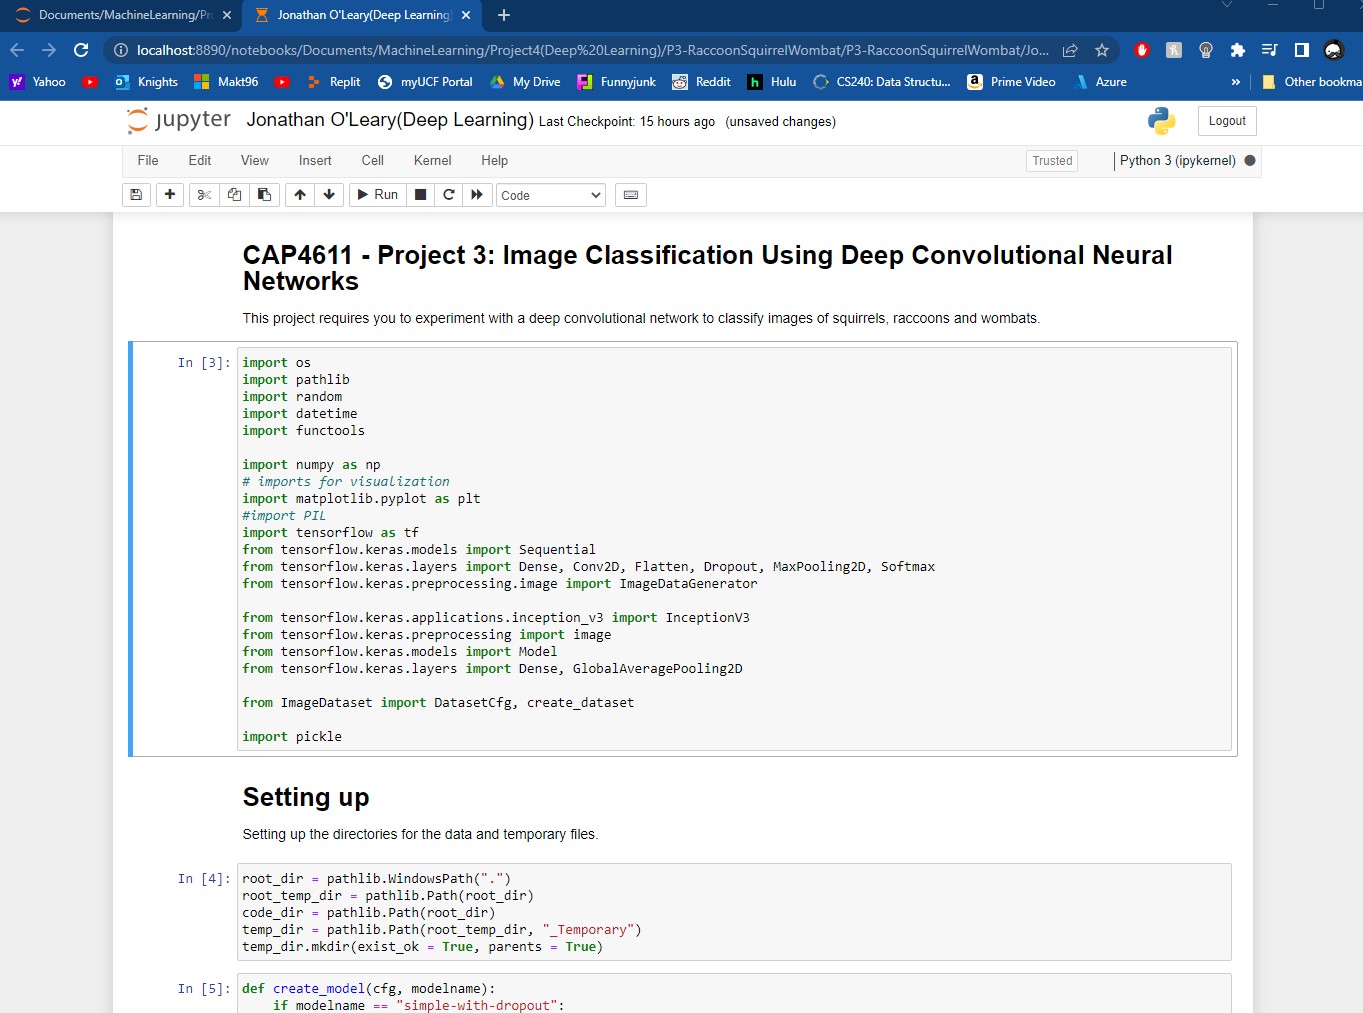 Documents/MachineLearning/Pr
Jonathan O'Leary(Deep Learning)
localhost:8890/notebooks/Documents/MachineLearning/Project4(Deep%20Learning)/P3-RaccoonSquirrelWombat/P3-RaccoonSquirrelWombat/Jo...
Yahoo Knights Makt96 Replit myUCF Portal My Drive Funnyjunk Reddit Hulu CS240: Data Structu... Prime Video Azure » Other bookma
jupyter Jonathan O'Leary(Deep Learning) Last Checkpoint: 15 hours ago (unsaved changes) Logout
File Edit View Insert Cell Kernel Help Trusted Python 3 (ipykernel)
Run Code
CAP4611 - Project 3: Image Classification Using Deep Convolutional Neural
Networks
This project requires you to experiment with a deep convolutional network to classify images of squirrels, raccoons and wombats.
In [3]: import os
import pathlib
import random
import datetime
import functools
import numpy as np
# imports for visualization
import matplotlib.pyplot as plt
#import PIL
import tensorflow as tf
from tensorflow.keras.models import Sequential
from tensorflow.keras.layers import Dense, Conv2D, Flatten, Dropout, MaxPooling2D, Softmax
from tensorflow.keras.preprocessing.image import ImageDataGenerator
from tensorflow.keras.applications.inception_v3 import InceptionV3
from tensorflow.keras.preprocessing import image
from tensorflow.keras.models import Model
from tensorflow.keras.layers import Dense, GlobalAveragePooling2D
from ImageDataset import DatasetCfg, create_dataset
import pickle
Setting up
Setting up the directories for the data and temporary files.
In [4]: root_dir = pathlib.WindowsPath(".")
root_temp_dir = pathlib.Path(root_dir)
code_dir = pathlib.Path(root_dir)
temp_dir = pathlib.Path(root_temp_dir, "_Temporary")
temp_dir.mkdir(exist_ok = True, parents = True)
In [5]: def create_model(cfg, modelname):
if modelname == "simple-with-dropout":